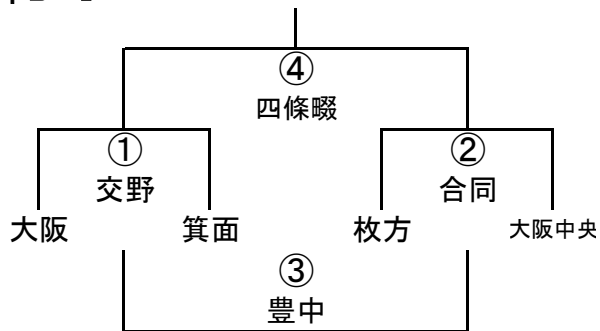 ④
四條畷
①
交野
②
合同
大阪
箕面
枚方
大阪中央
③
豊中